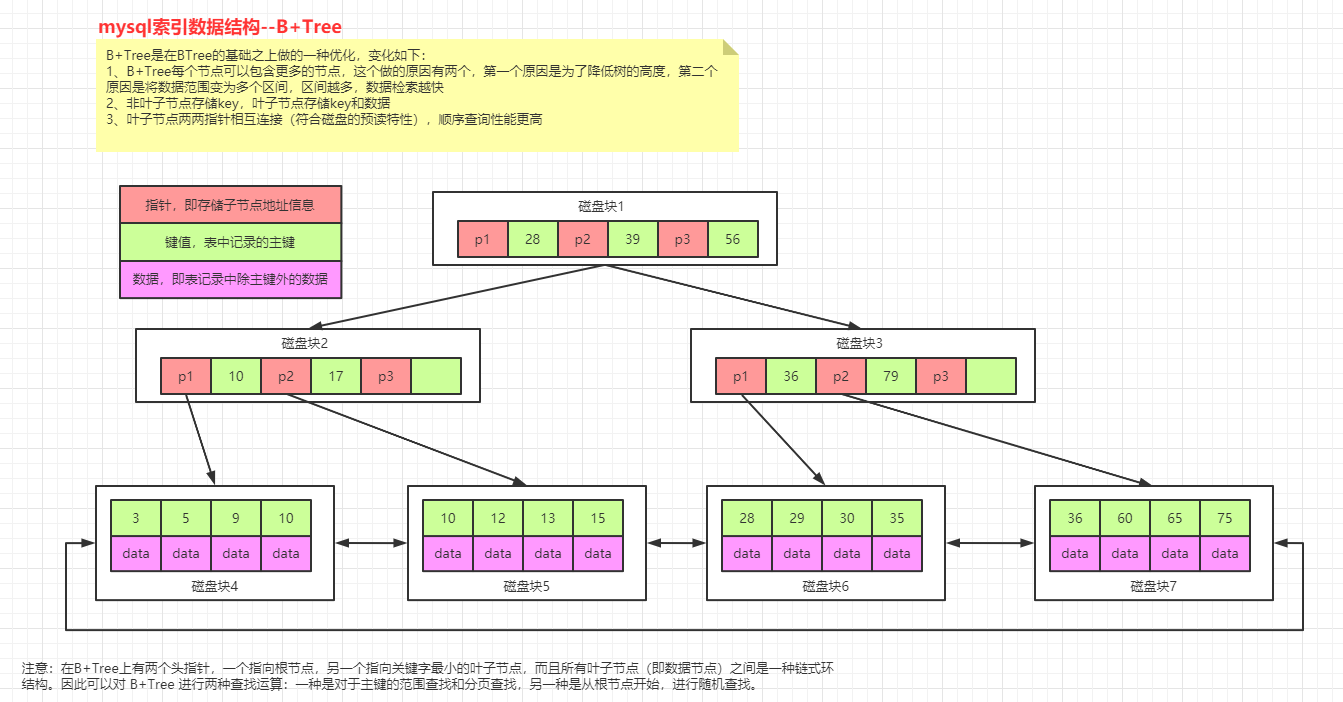 mysql索引数据结构--B+Tree
B+Tree是在BTree的基础之上做的一种优化，变化如下：
1、B+Tree每个节点可以包含更多的节点，这个做的原因有两个，第一个原因是为了降低树的高度，第二个
原因是将数据范围变为多个区间，区间越多，数据检索越快
2、非叶子节点存储key，叶子节点存储key和数据
3、叶子节点两两指针相互连接（符合磁盘的预读特性），顺序查询性能更高
指针，即存储子节点地址信息
键值，表中记录的主键
数据，即表记录中除主键外的数据
磁盘块1
p1 28 p2 39 p3 56
磁盘块2
p1 10 p2 17 p3
磁盘块3
p1 36 p2 79 p3
3 5 9 10
data data data data
磁盘块4
10 12 13 15
data data data data
磁盘块5
28 29 30 35
data data data data
磁盘块6
36 60 65 75
data data data data
磁盘块7
注意：在B+Tree上有两个头指针，一个指向根节点，另一个指向关键字最小的叶子节点，而且所有叶子节点（即数据节点）之间是一种链式环
结构。因此可以对 B+Tree 进行两种查找运算：一种是对于主键的范围查找和分页查找，另一种是从根节点开始，进行随机查找。